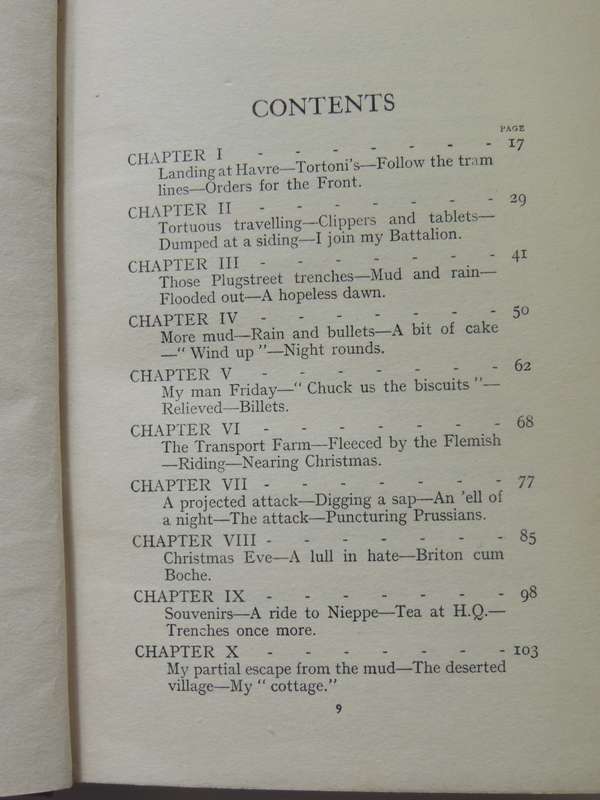 CONTENTS
PAGE
CHAPTER I - - - - - - - 17
Landing at Havre—Tortoni's—Follow the tram
lines—Orders for the Front.
CHAPTER II - - - - - - - 29
Tortuous travelling—Clippers and tablets—
Dumped at a siding—I join my Battalion.
CHAPTER III - - - - - - - 41
Those Plugstreet trenches—Mud and rain—
Flooded out—A hopeless dawn.
CHAPTER IV - - - - - - - 50
More mud—Rain and bullets—A bit of cake
—“ Wind up ”—Night rounds.
CHAPTER V - - - - - - - 62
My man Friday—“ Chuck us the biscuits ”—
Relieved—Billets.
CHAPTER VI - - - - - - - 68
The Transport Farm—Fleeced by the Flemish
—Riding—Nearing Christmas.
CHAPTER VII - - - - - - - 77
A projected attack—Digging a sap—An 'ell of
a night—The attack—Puncturing Prussians.
CHAPTER VIII - - - - - - - 85
Christmas Eve—A lull in hate—Briton cum
Boche.
CHAPTER IX - - - - - - - 98
Souvenirs—A ride to Nieppe—Tea at H.Q.—
Trenches once more.
CHAPTER X - - - - - - - 103
My partial escape from the mud—The deserted
village—My “ cottage.”
9